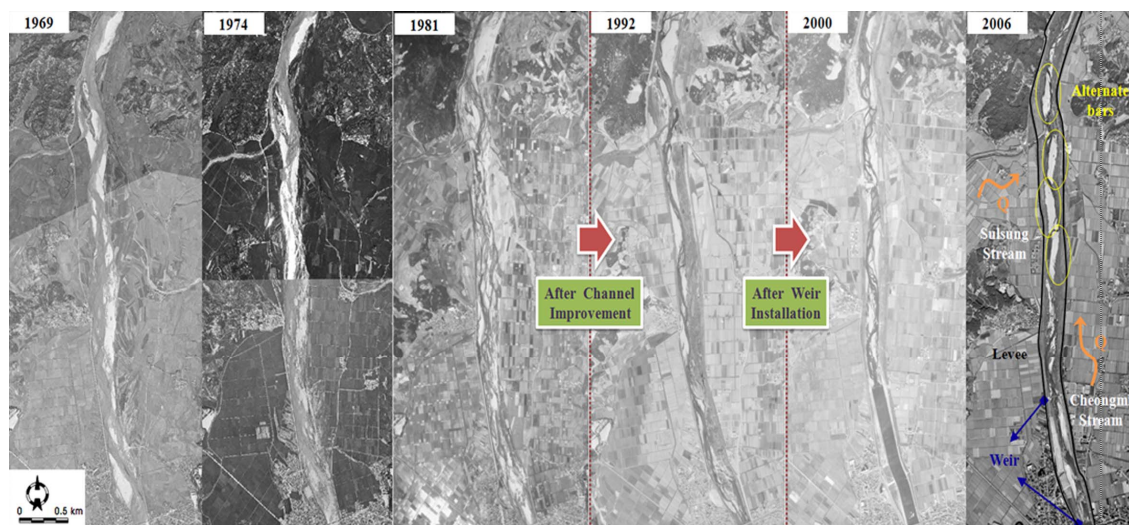 1969
1974
1981
1992
2000
2006
Alternate
bars
Q
Sulsung
Stream
After Channel
Improvement
After Weir
Installation
Levee
Q
Cheongmi
Stream
Weir
0 0.5 km